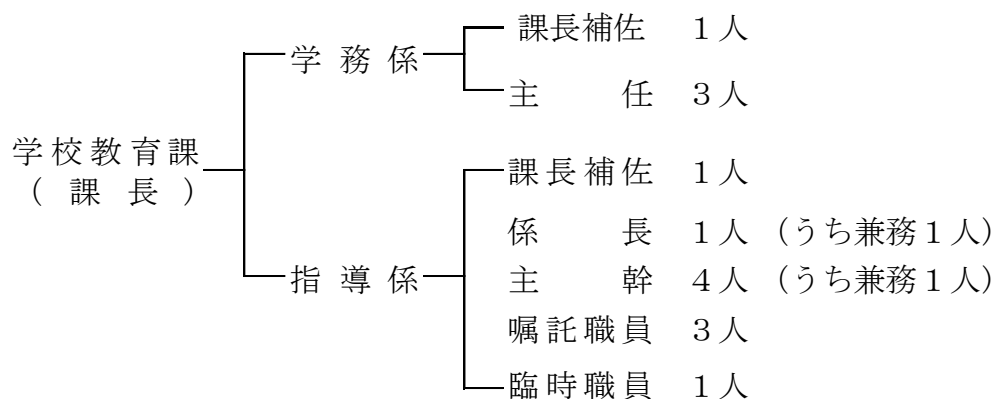 課長補佐 １人
学務係
主任 ３人
学校教育課
（課長）
課長補佐 １人
係長 １人（うち兼務１人）
指導係
主幹 ４人（うち兼務１人）
嘱託職員 ３人
臨時職員 １人